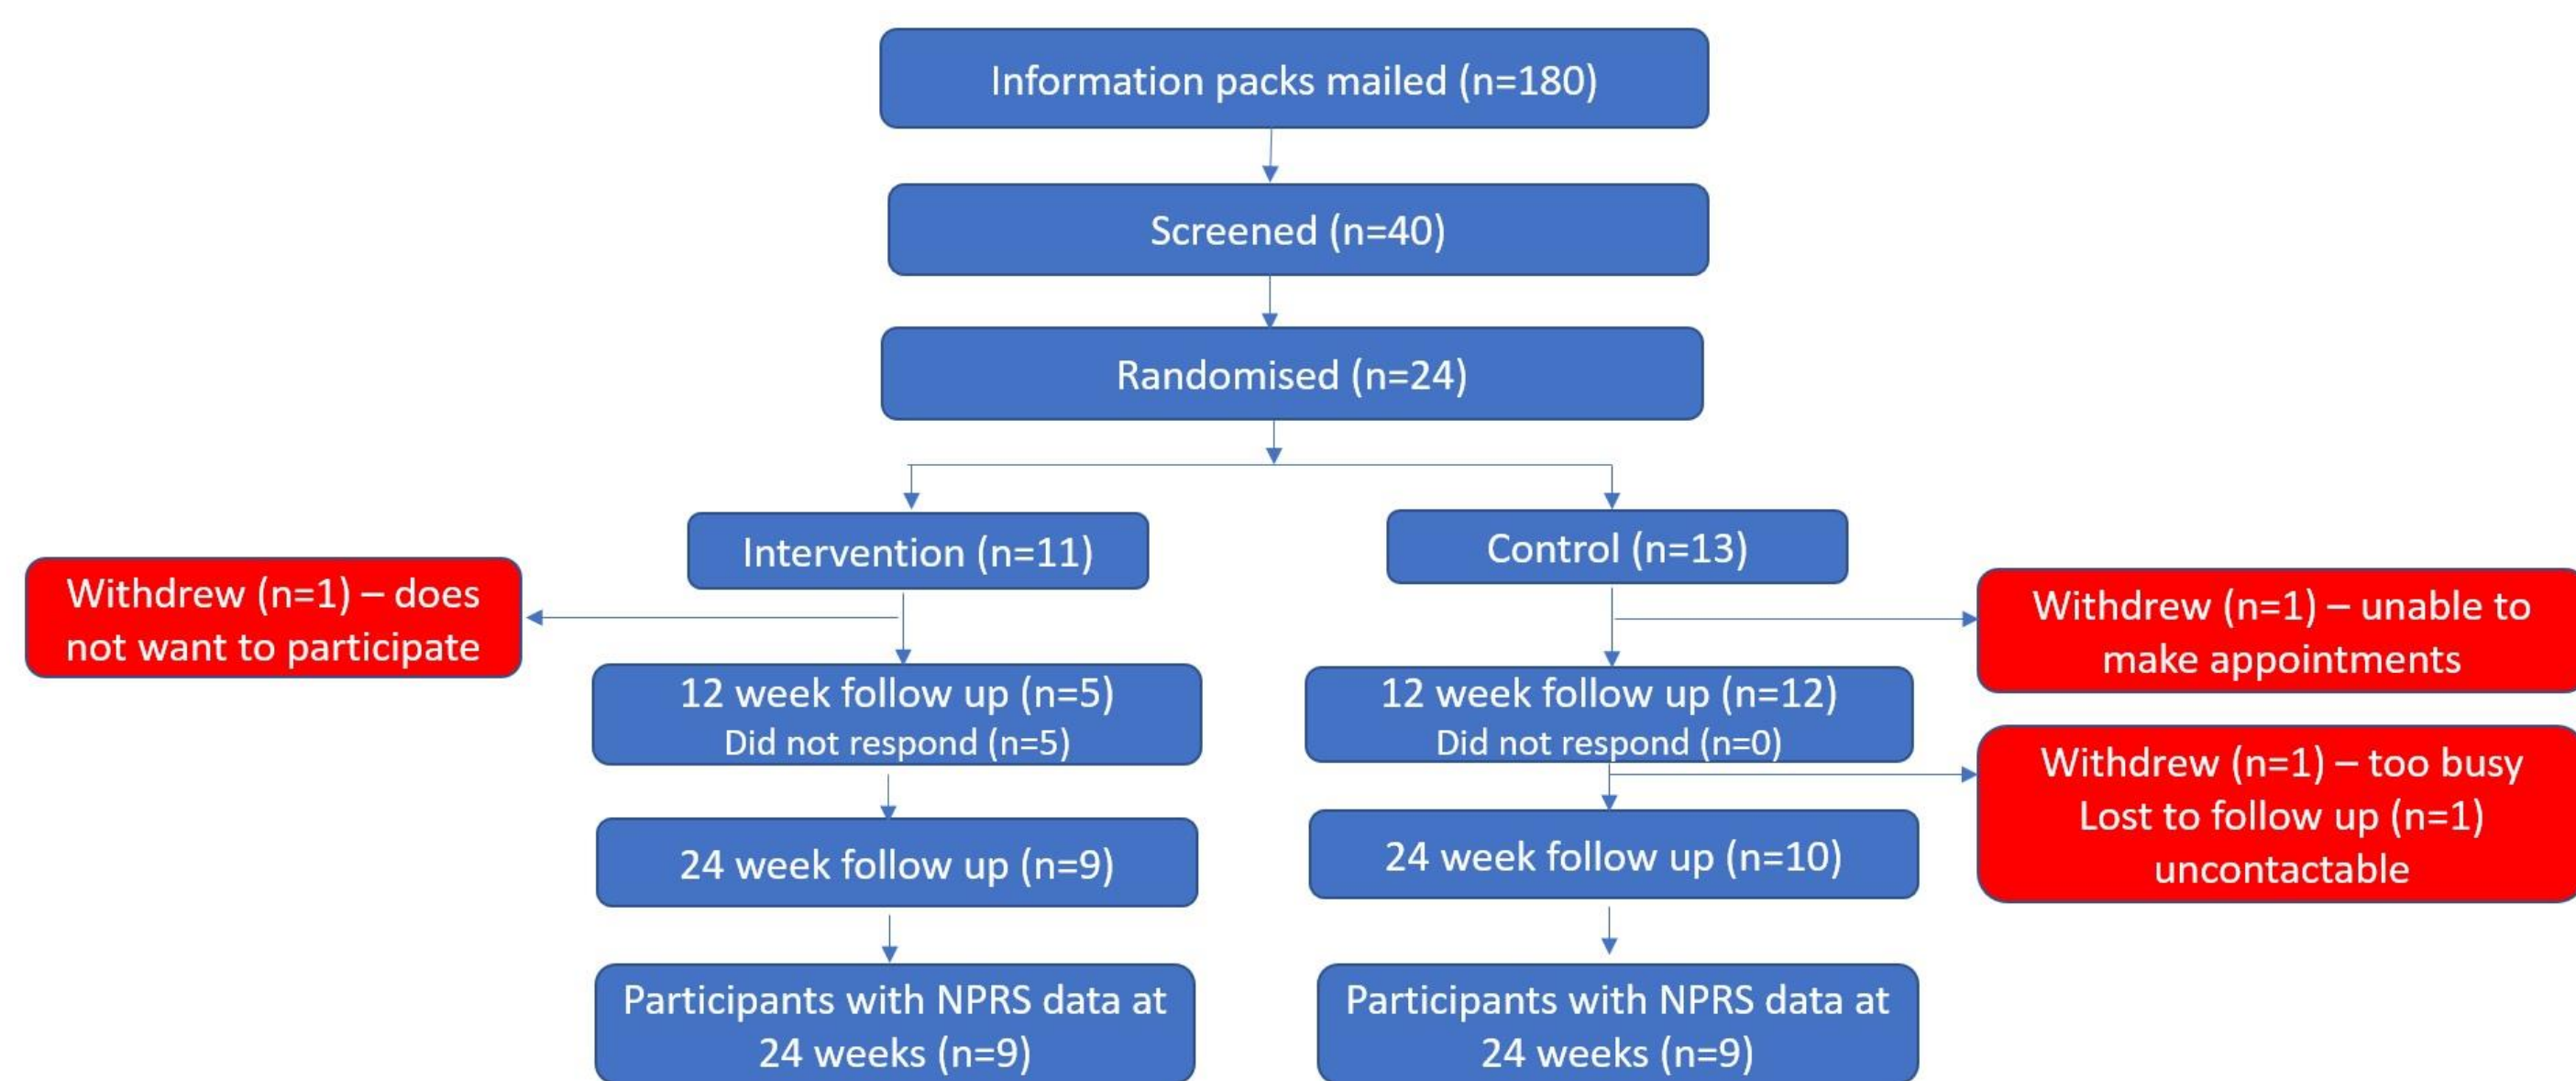 Information packs mailed (n=180)
Screened (n=40)
Randomised (n=24)
Intervention (n=11)
Control (n=13)
Withdrew (n=1) – does
not want to participate
Withdrew (n=1) – unable to
make appointments
12 week follow up (n=5)
Did not respond (n=5)
12 week follow up (n=12)
Did not respond (n=0)
Withdrew (n=1) – too busy
Lost to follow up (n=1)
uncontactable
24 week follow up (n=9)
24 week follow up (n=10)
Participants with NPRS data at
24 weeks (n=9)
Participants with NPRS data at
24 weeks (n=9)